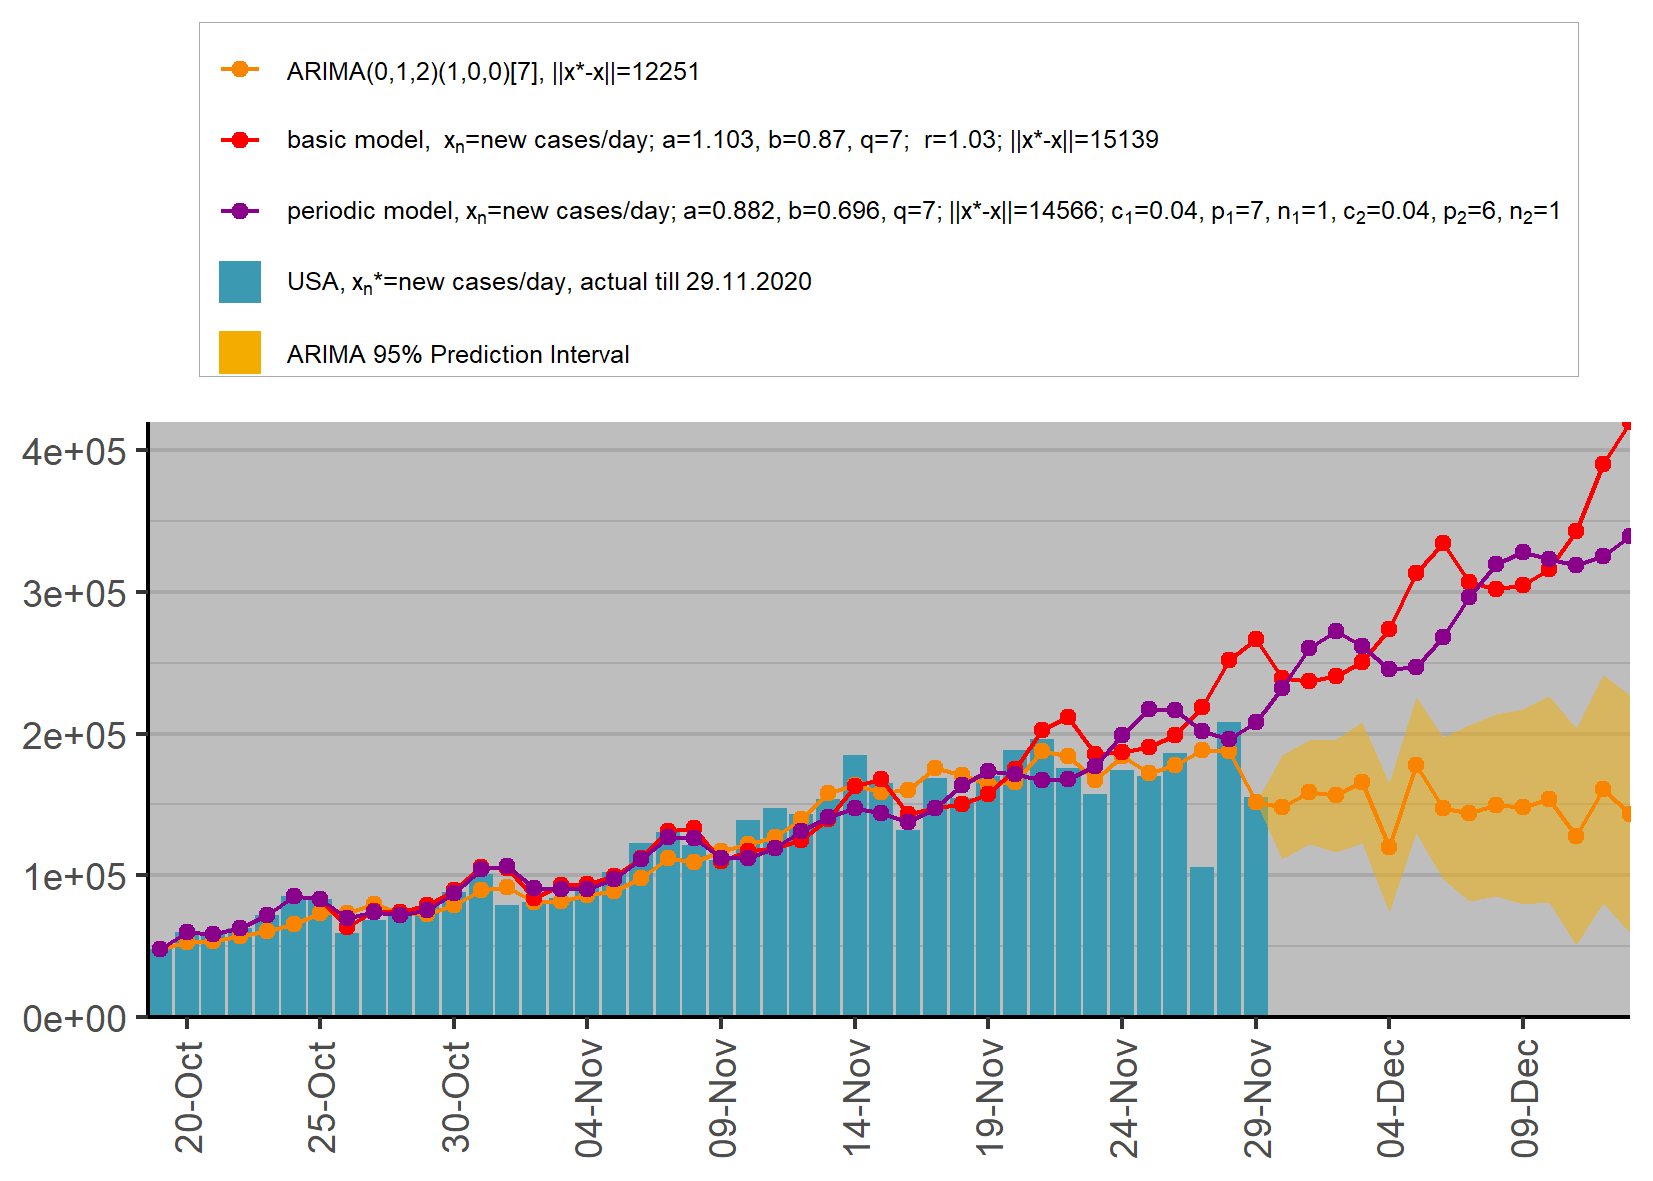 ARIMA(0,1,2)(1,0,0)[7], ||x*-x||=12251
basic model,  xn=new cases/day; a=1.103, b=0.87, q=7;  r=1.03; ||x*-x||=15139
periodic model, xn=new cases/day; a=0.882, b=0.696, q=7; ||x*-x||=14566; c1=0.04, p1=7, n1=1, c2=0.04, p2=6, n2=1
USA, xn*=new cases/day, actual till 29.11.2020
ARIMA 95% Prediction Interval
4e+05
3e+05
2e+05
1e+05
0e+00
20-Oct
25-Oct
30-Oct
04-Nov
09-Nov
14-Nov
19-Nov
24-Nov
29-Nov
04-Dec
09-Dec